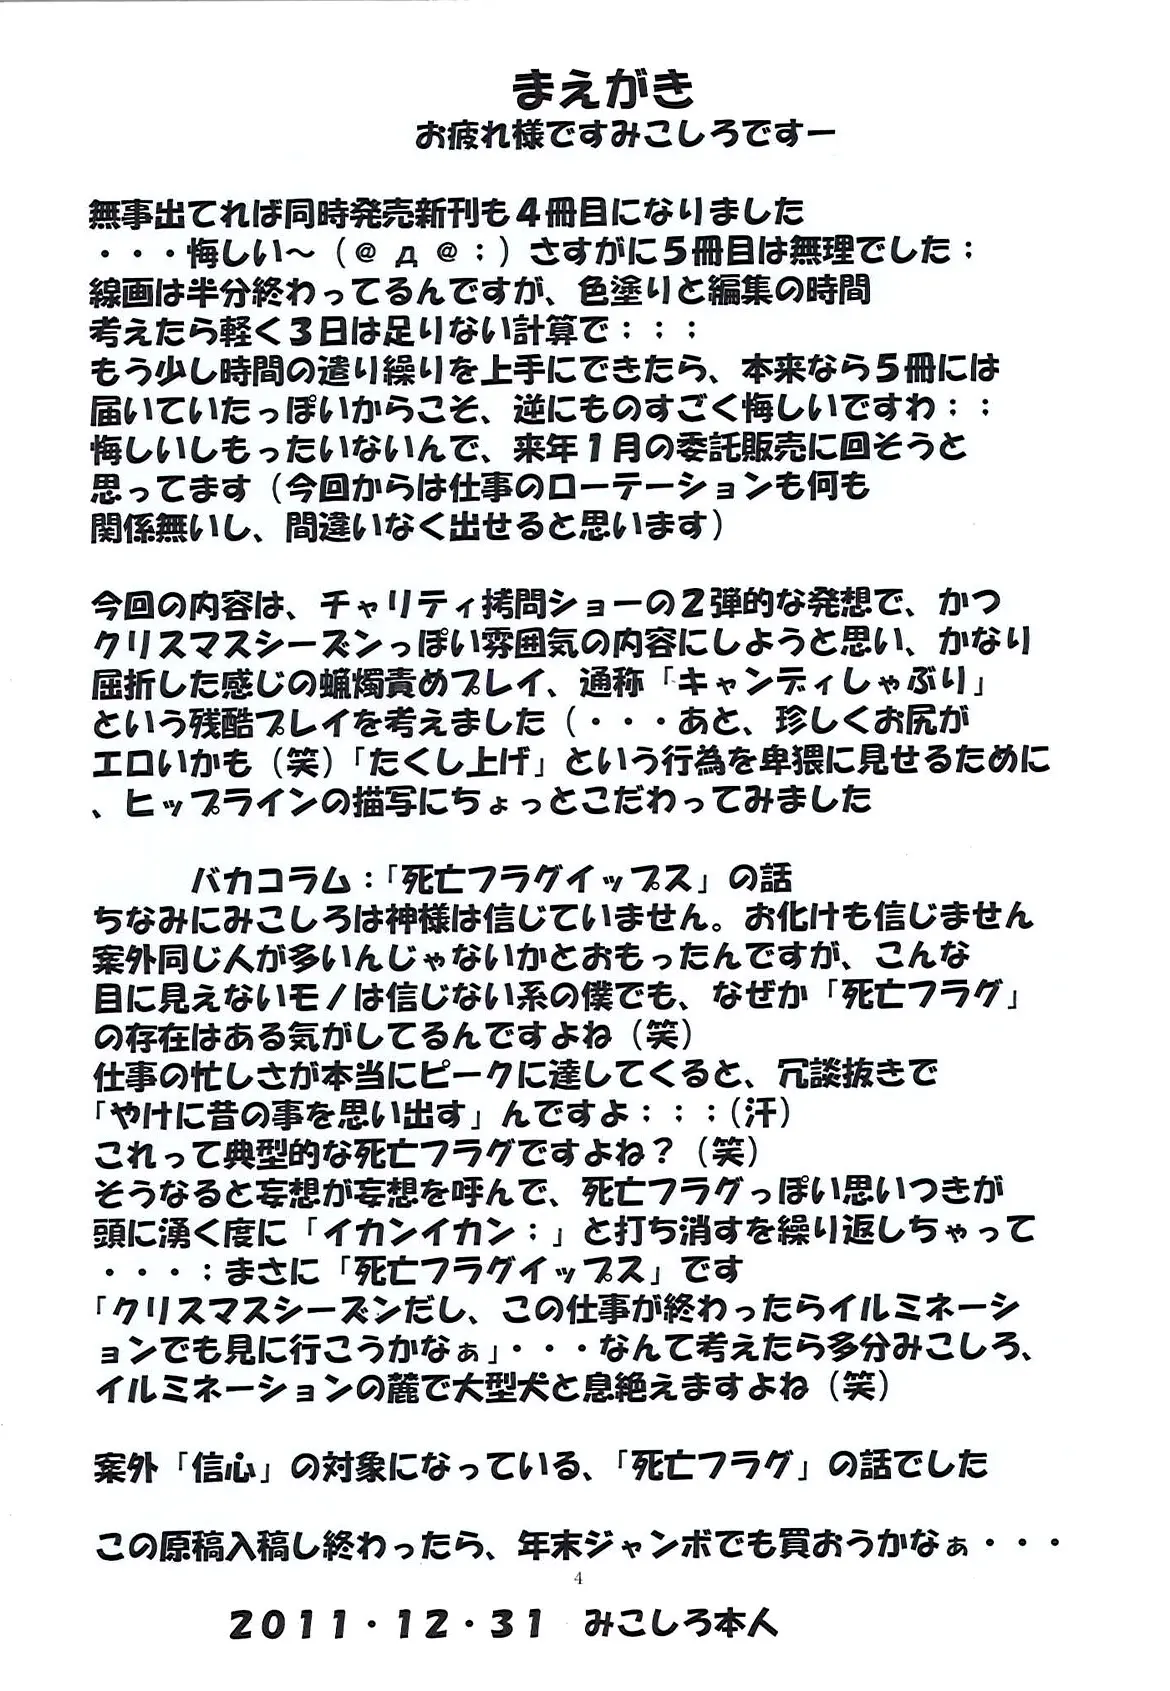 まえがき
お疲れ様ですみこしろですー
無事出てれば同時発売新刊も４冊目になりました
・・・悔しい～（＠д＠：）さすがに５冊目は無理でした：
線画は半分終わってるんですが、色塗りと編集の時間
考えたら軽く３日は足りない計算で：：：
もう少し時間の遣り繰りを上手にできたら、本来なら５冊には
届いていたっぽいからこそ、逆にものすごく悔しいですわ：：
悔しいしもったいないんで、来年１月の委託販売に回そうと
思ってます（今回からは仕事のローテーションも何も
関係無いし、間違いなく出せると思います）
今回の内容は、チャリティ拷問ショーの２弾的な発想で、かつ
クリスマスシーズンっぽい雰囲気の内容にしようと思い、かなり
屈折した感じの蝋燭責めプレイ、通称「キャンディしゃぶり」
という残酷プレイを考えました（・・・あと、珍しくお尻が
エロいかも（笑）「たくし上げ」という行為を卑猥に見せるために
、ヒップラインの描写にちょっとこだわってみました
バカコラム：「死亡フラグイップス」の話
ちなみにみこしろは神様は信じていません。お化けも信じません
案外同じ人が多いんじゃないかとおもったんですが、こんな
目に見えないモノは信じない系の僕でも、なぜか「死亡フラグ」
の存在はある気がしてるんですよね（笑）
仕事の忙しさが本当にピークに達してくると、冗談抜きで
「やけに昔の事を思い出す」んですよ：：：（汗）
これって典型的な死亡フラグですよね？（笑）
そうなると妄想が妄想を呼んで、死亡フラグっぽい思いつきが
頭に湧く度に「イカンイカン：」と打ち消すを繰り返しちゃって
・・・：まさに「死亡フラグイップス」です
「クリスマスシーズンだし、この仕事が終わったらイルミネーシ
ョンでも見に行こうかなぁ」・・・なんて考えたら多分みこしろ、
イルミネーションの麓で大型犬と息絶えますよね（笑）
案外「信心」の対象になっている、「死亡フラグ」の話でした
この原稿入稿し終わったら、年末ジャンボでも買おうかなぁ・・・
4
２０１１・１２・３１　みこしろ本人